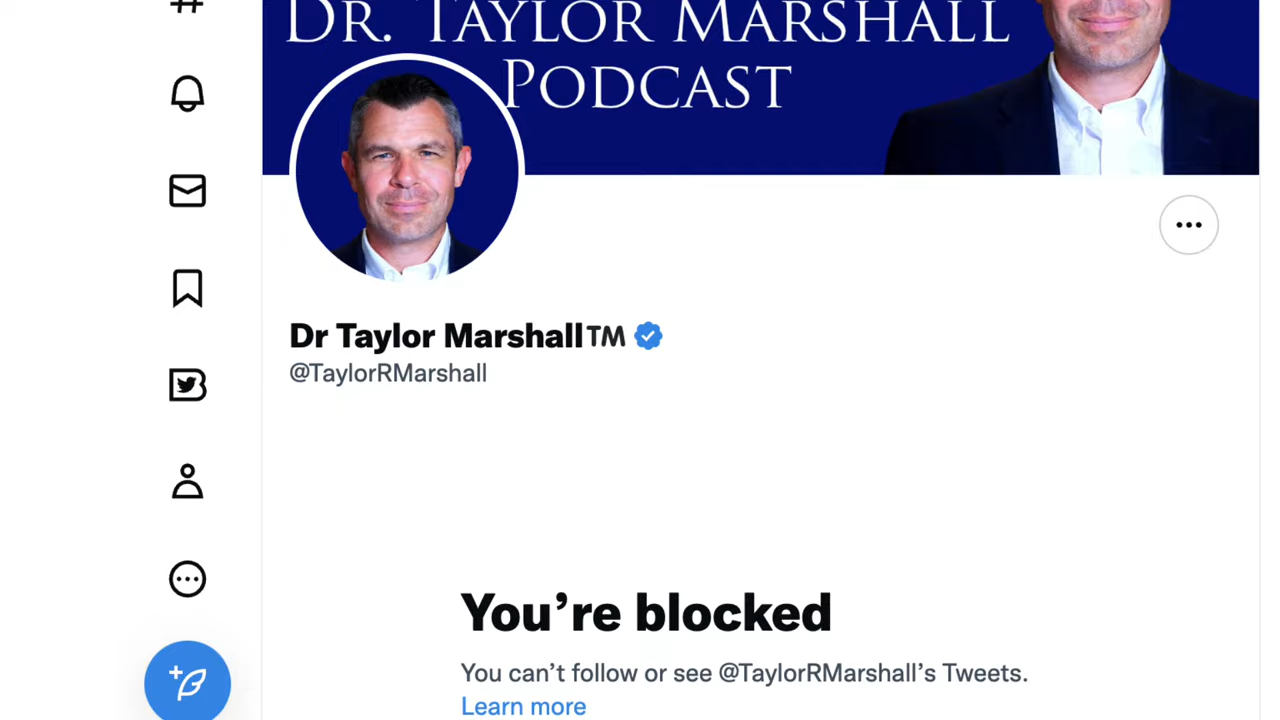 DR. TAYLOR MARSHALL
PODCAST
Dr Taylor Marshall™
@TaylorRMarshall
You’re blocked
You can’t follow or see @TaylorRMarshall’s Tweets.
Learn more